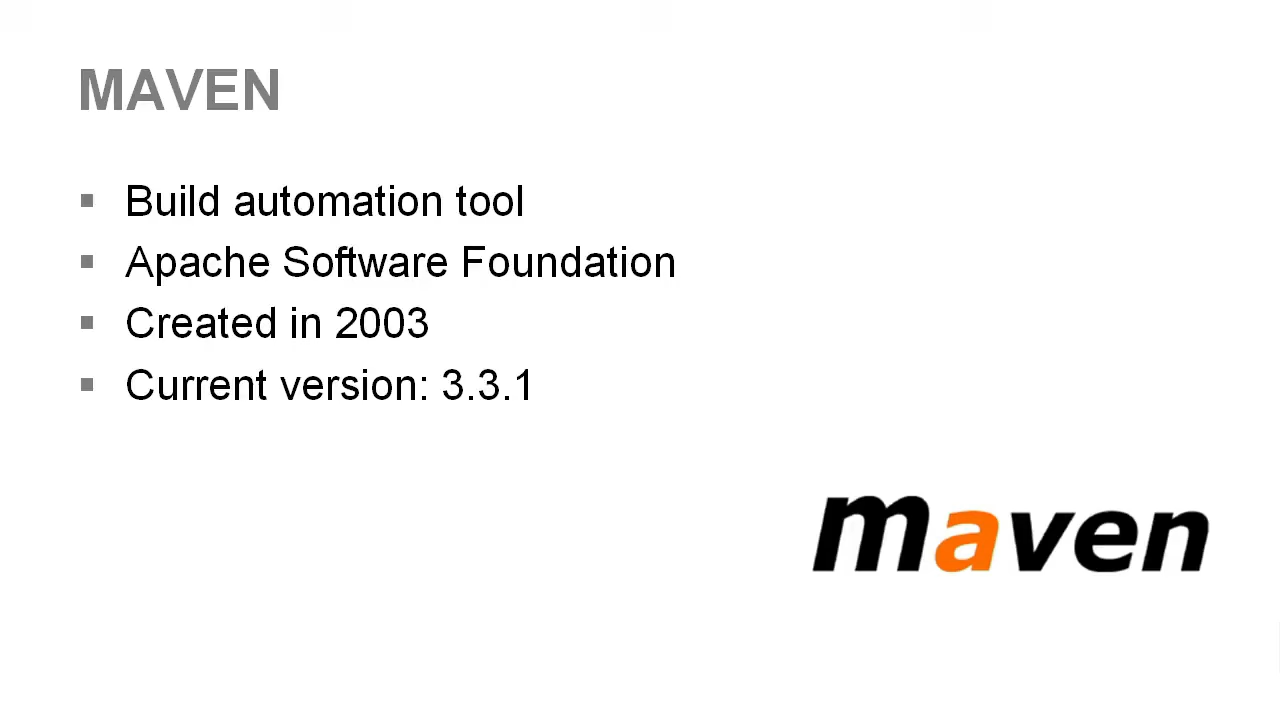 MAVEN
▪ Build automation tool
▪ Apache Software Foundation
▪ Created in 2003
▪ Current version: 3.3.1
maven